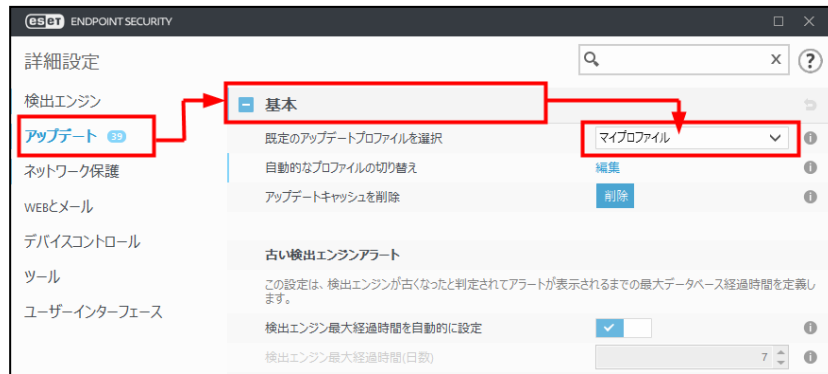 eset ENDPOINT SECURITY
詳細設定
検出エンジン
アップデート 39
ネットワーク保護
WEBとメール
デバイスコントロール
ツール
ユーザーインターフェース
基本
既定のアップデートプロファイルを選択 マイプロファイル
自動的なプロファイルの切り替え 編集
アップデートキャッシュを削除 削除
古い検出エンジンアラート
この設定は、検出エンジンが古くなったと判定されてアラートが表示されるまでの最大データベース経過時間を定義し
ます。
検出エンジン最大経過時間を自動的に設定
検出エンジン最大経過時間(日数) 7